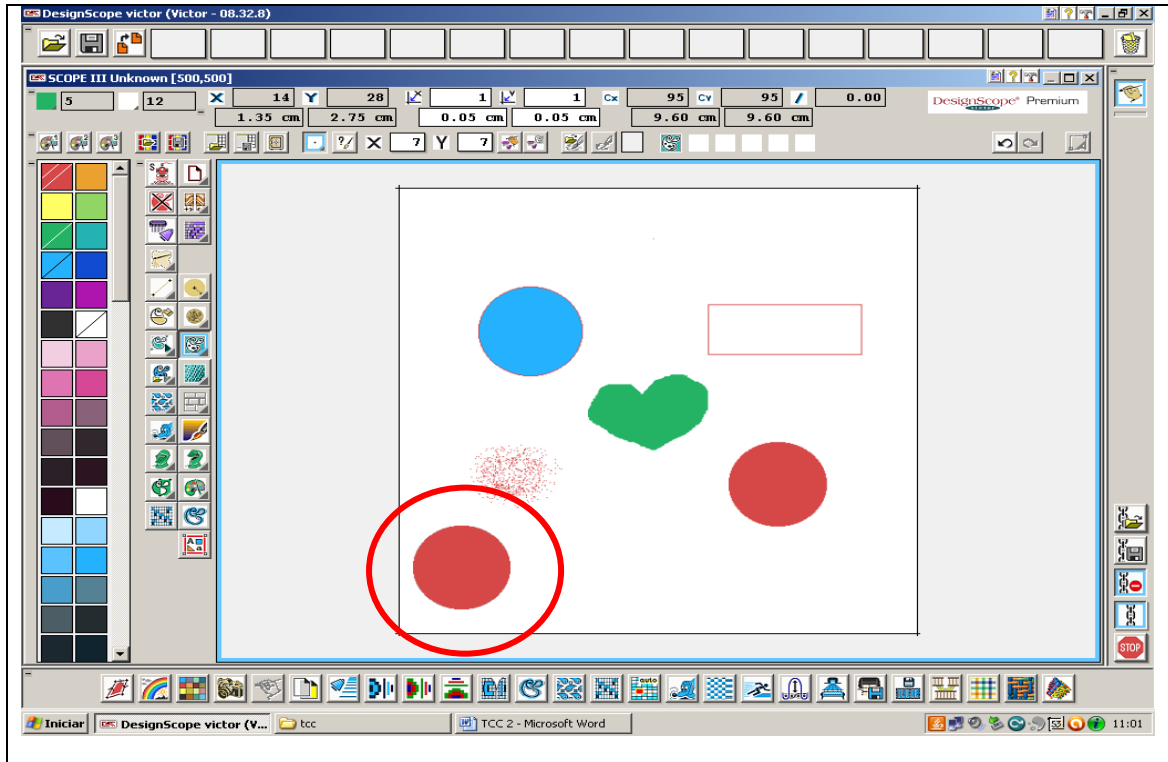 DesignScope victor (Victor - 08.32.8)
SCOPE III Unknown [500,500]
5 12 X 14 Y 28 1 1 Cx 95 CY 95 0.00 DesignScope® Premium
1.35 cm 2.75 cm 0.05 cm 0.05 cm 9.60 cm 9.60 cm
X 7 Y 7
STOP
auto
Iniciar DesignScope victor (V... tcc TCC 2 - Microsoft Word 11:01